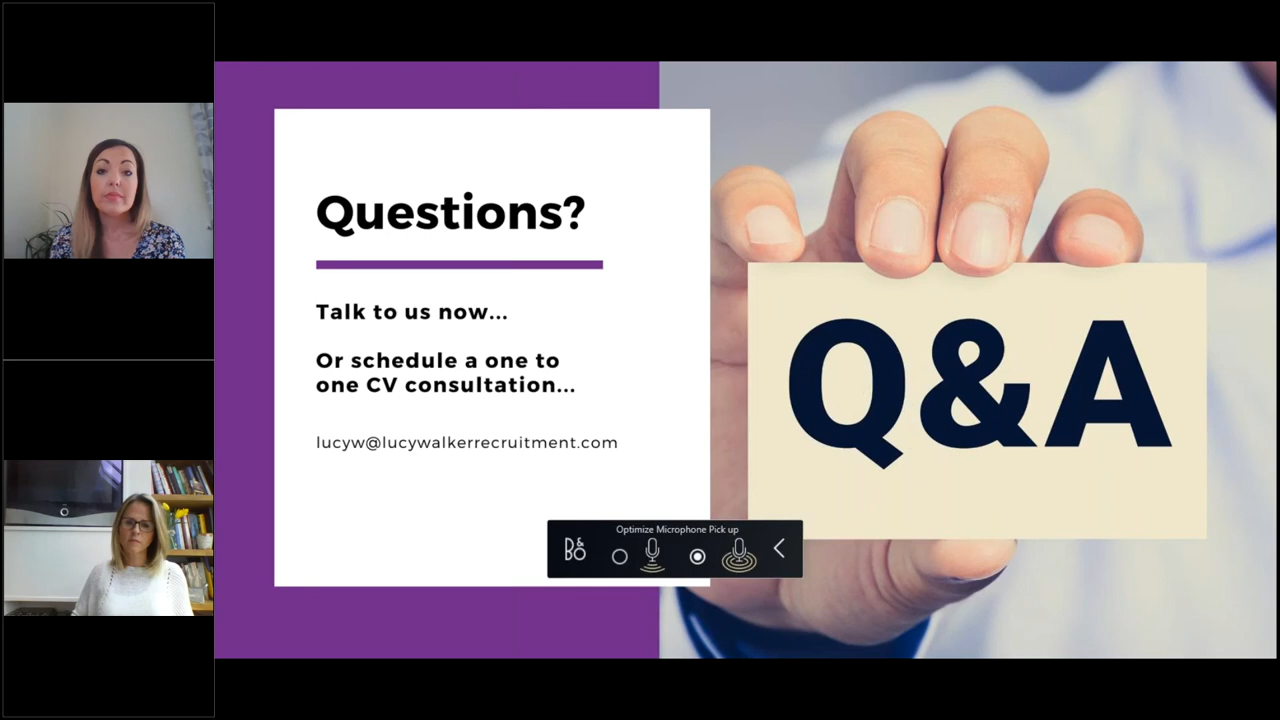 Questions?
Talk to us now...
Or schedule a one to
one CV consultation...
lucyw@lucywalkerrecruitment.com
Q&A
Optimize Microphone Pick up
B&O